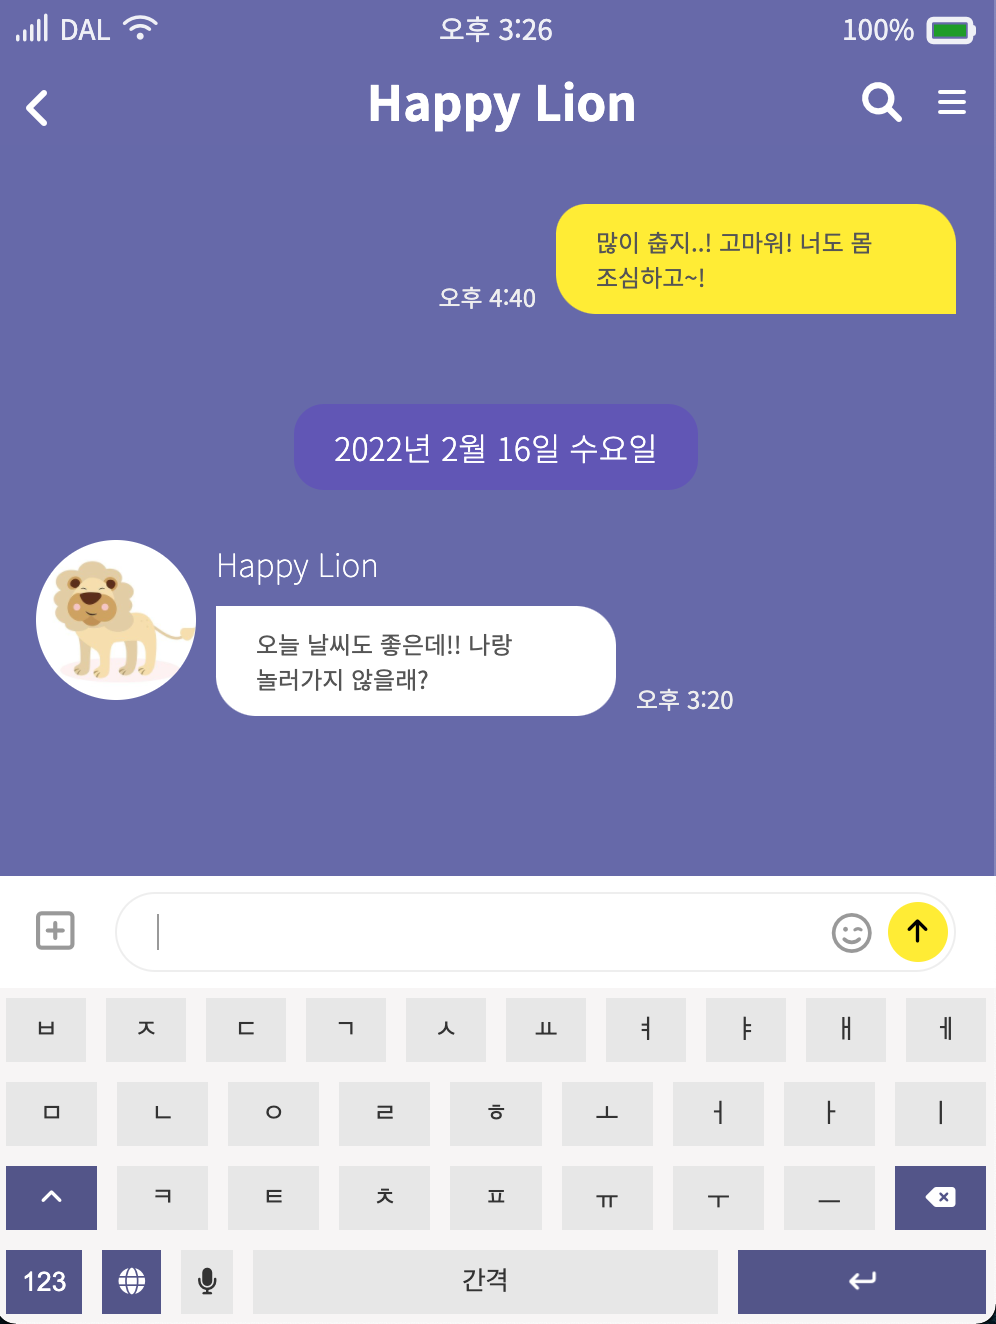 DAL 오후 3:26 100%
Happy Lion
많이 춥지..! 고마워! 너도 몸
조심하고~!
오후 4:40
2022년 2월 16일 수요일
Happy Lion
오늘 날씨도 좋은데!! 나랑
놀러가지 않을래?
오후 3:20
ㅂ ㅈ ㄷ ㄱ ㅅ ㅛ ㅕ ㅑ ㅐ ㅔ
ㅁ ㄴ ㅇ ㄹ ㅎ ㅗ ㅓ ㅏ ㅣ
ㅋ ㅌ ㅊ ㅍ ㅠ ㅜ ㅡ
123 간격